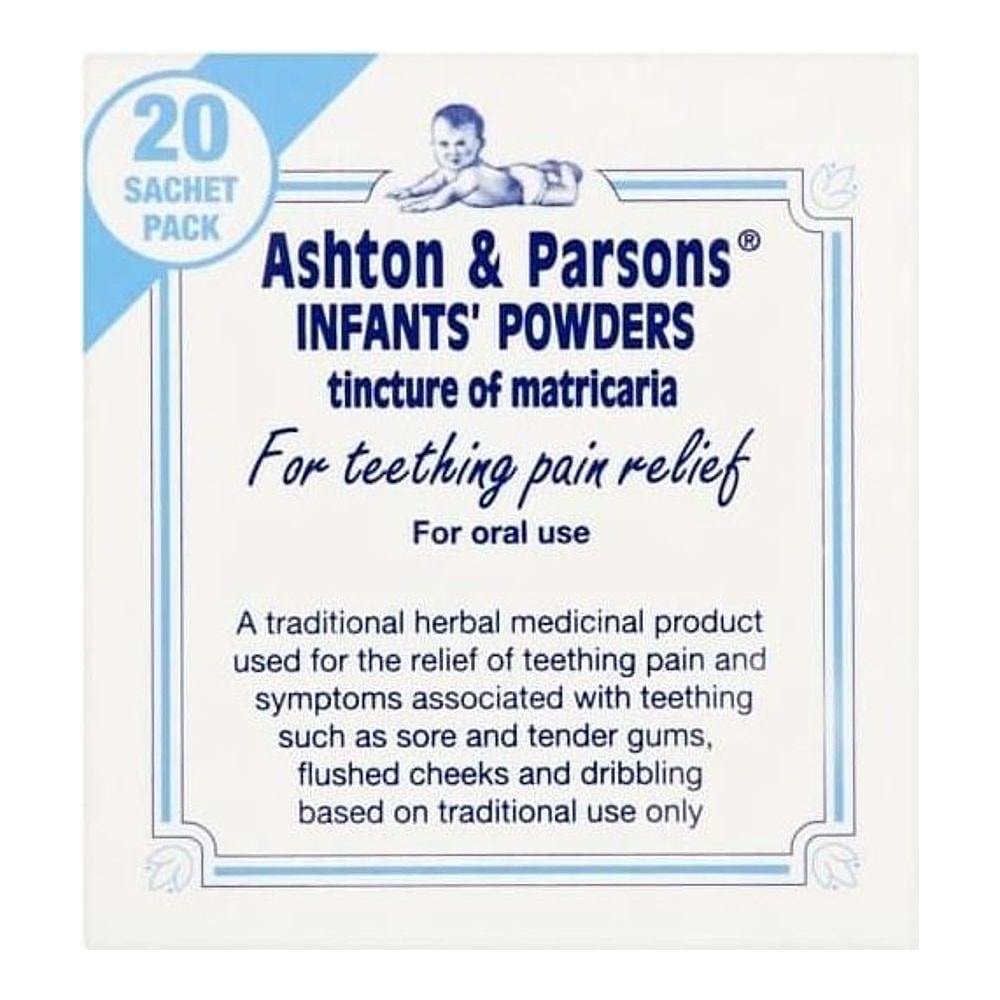 20
SACHET
PACK
Ashton & Parsons®
INFANTS' POWDERS
tincture of matricaria
For teething pain relief
For oral use
A traditional herbal medicinal product
used for the relief of teething pain and
symptoms associated with teething
such as sore and tender gums,
flushed cheeks and dribbling
based on traditional use only